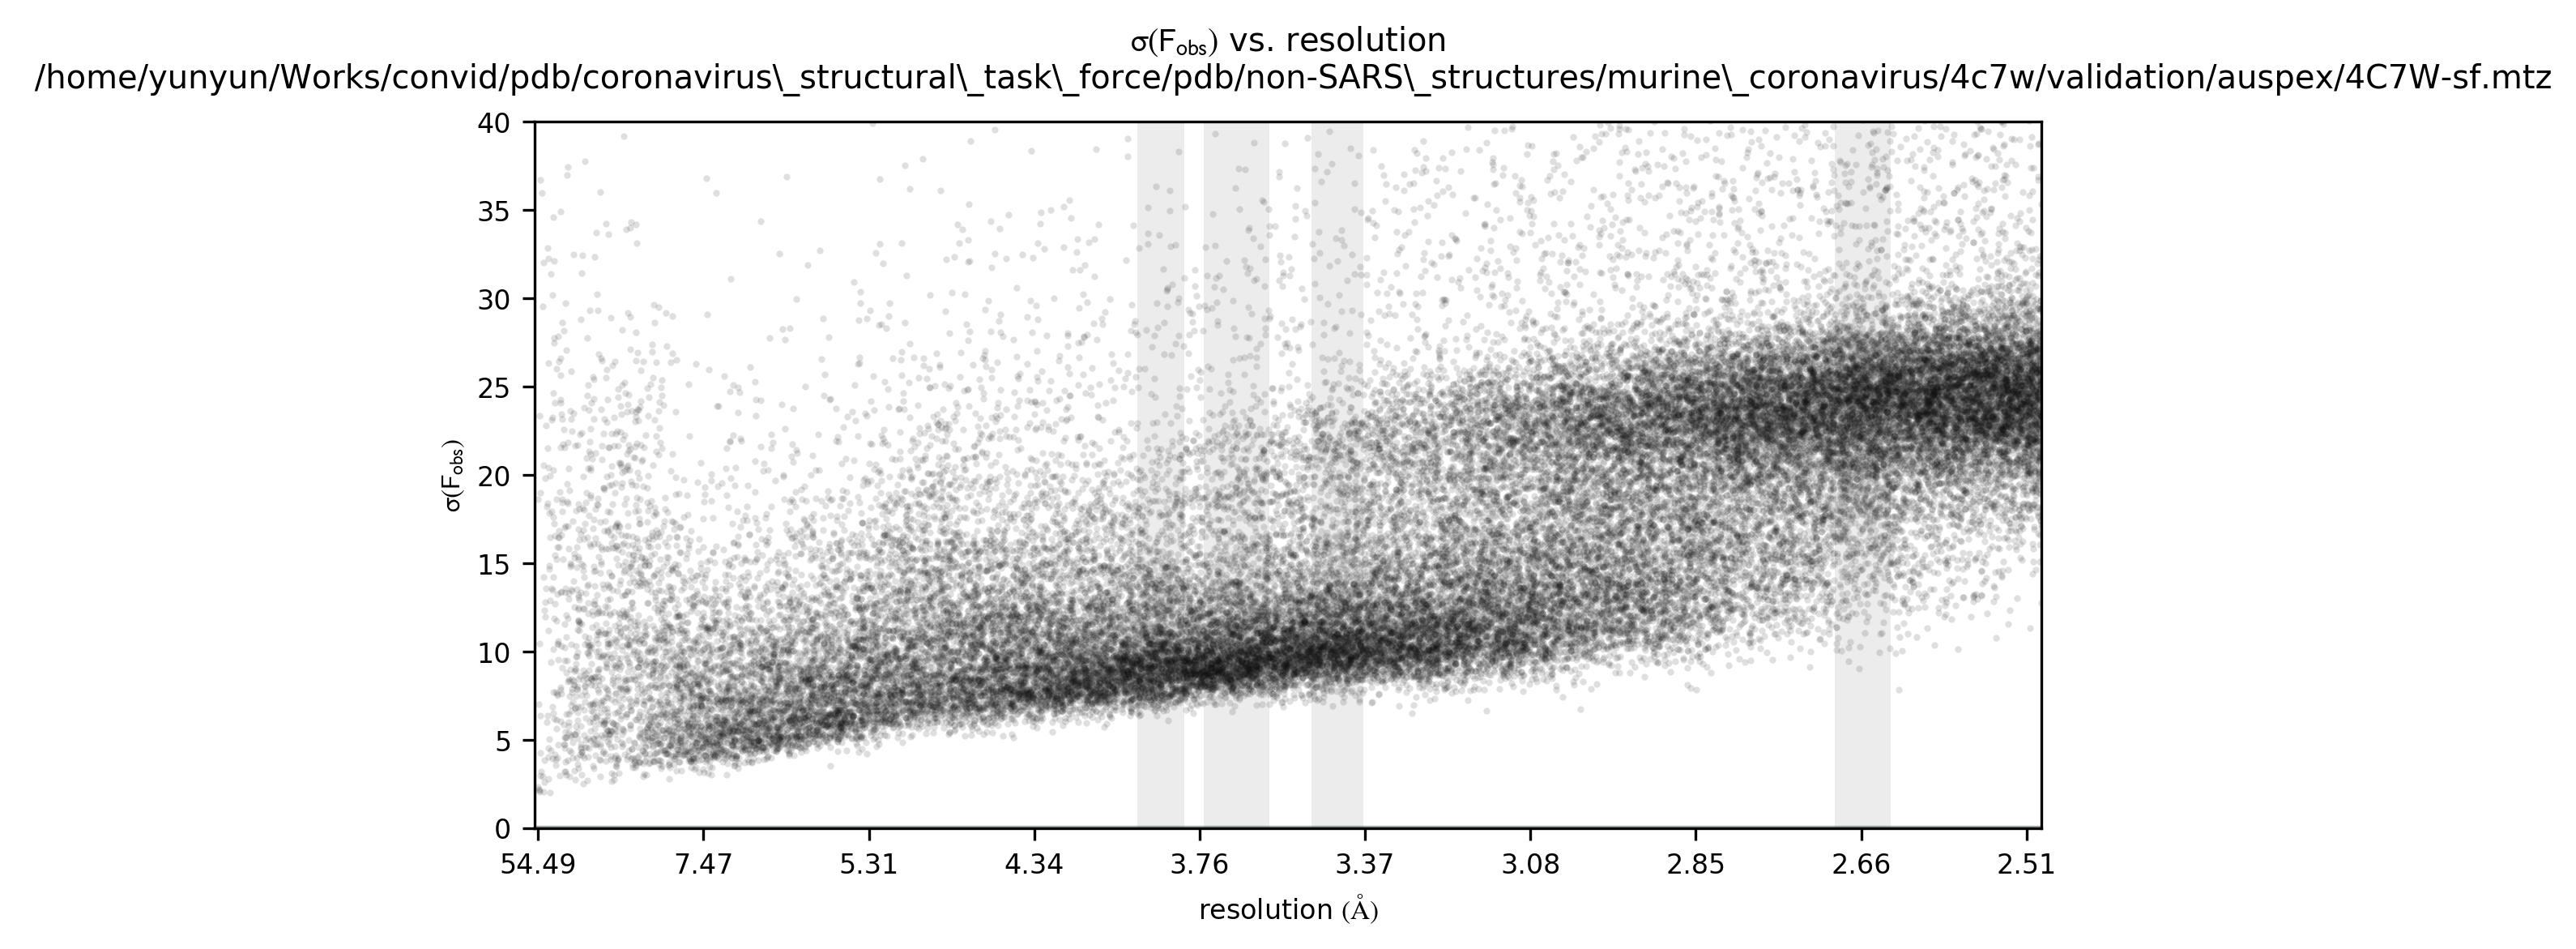 σ(Fobs) vs. resolution
/home/yunyun/Works/convid/pdb/coronavirus\_structural\_task\_force/pdb/non-SARS\_structures/murine\_coronavirus/4c7w/validation/auspex/4C7W-sf.mtz
40
35
30
25
20
15
10
5
0
σ(Fobs)
54.49 7.47 5.31 4.34 3.76 3.37 3.08 2.85 2.66 2.51
resolution (Å)